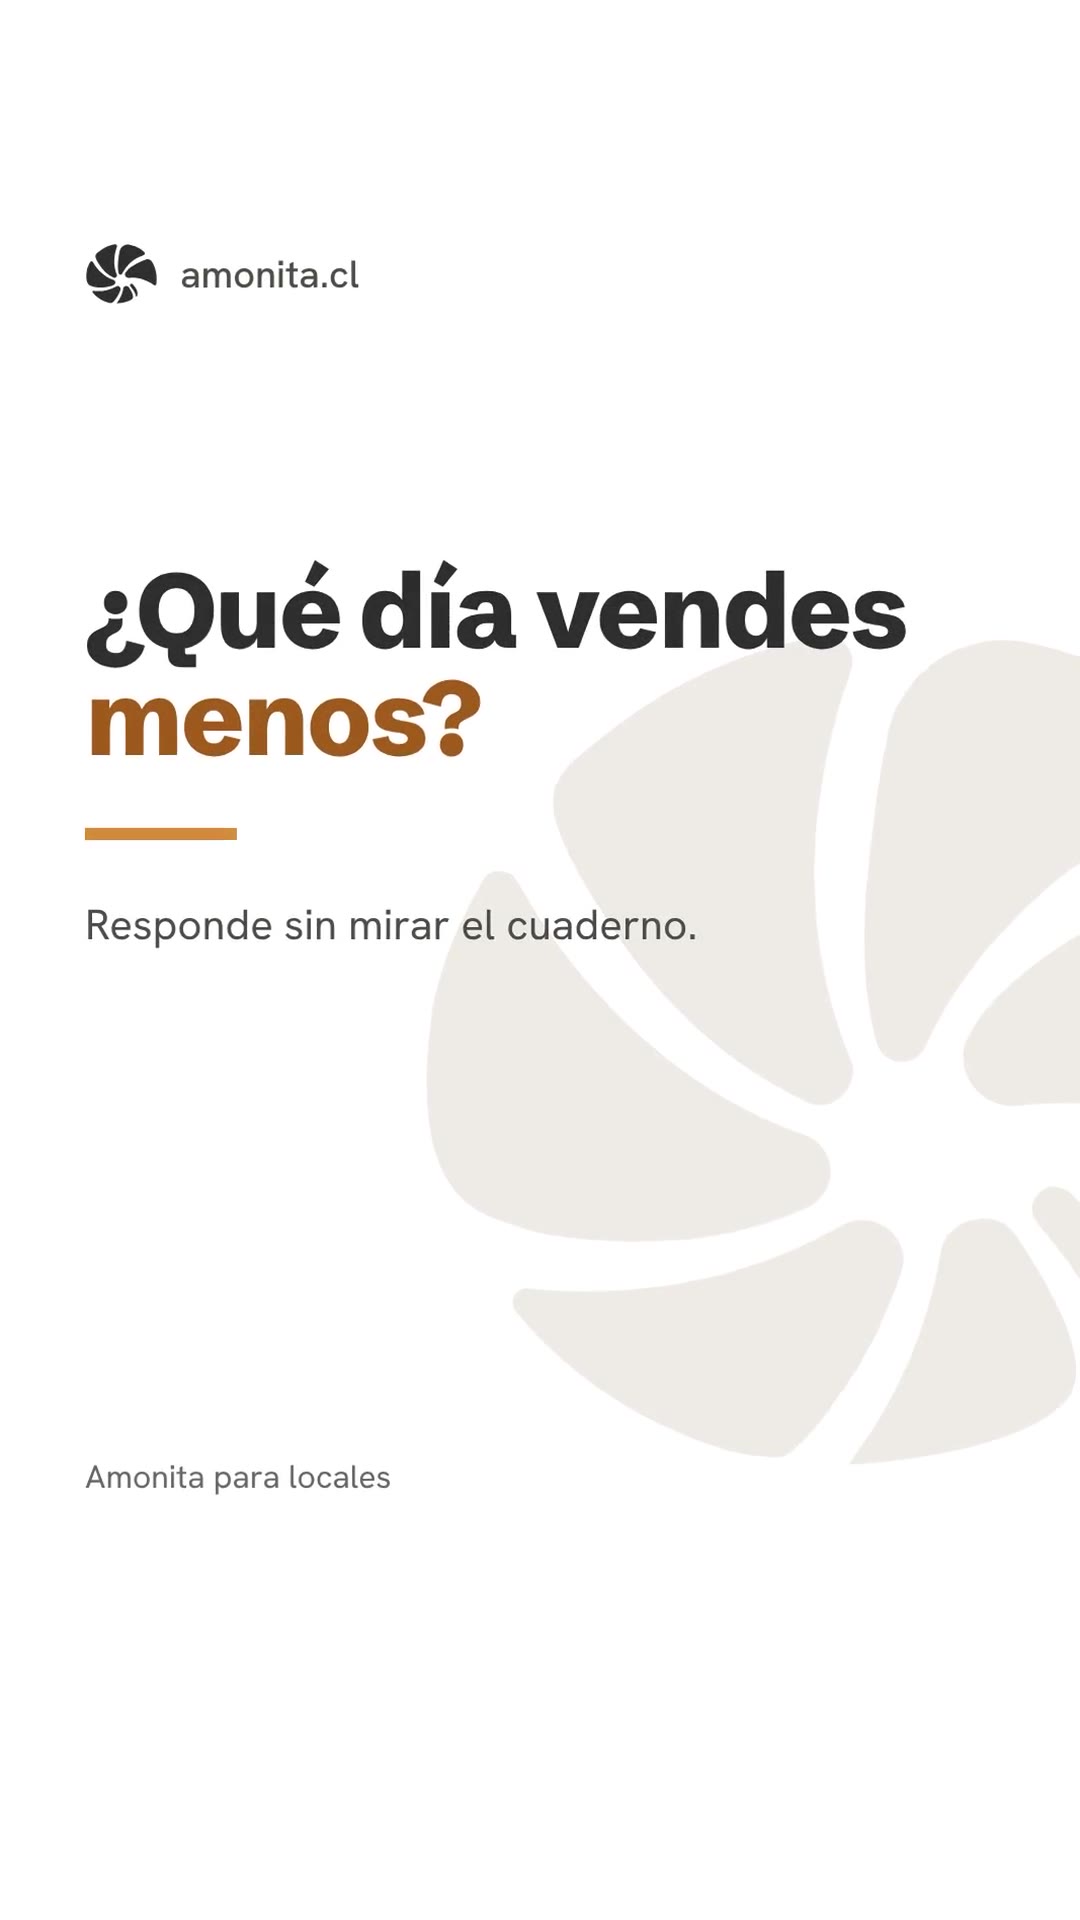 amonita.cl
¿Qué día vendes
menos?
Responde sin mirar el cuaderno.
Amonita para locales